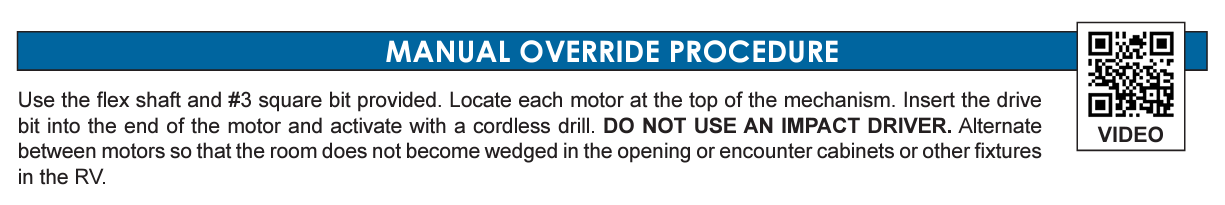 MANUAL OVERRIDE PROCEDURE
Use the flex shaft and #3 square bit provided. Locate each motor at the top of the mechanism. Insert the drive
bit into the end of the motor and activate with a cordless drill. DO NOT USE AN IMPACT DRIVER. Alternate
between motors so that the room does not become wedged in the opening or encounter cabinets or other fixtures
in the RV.
VIDEO